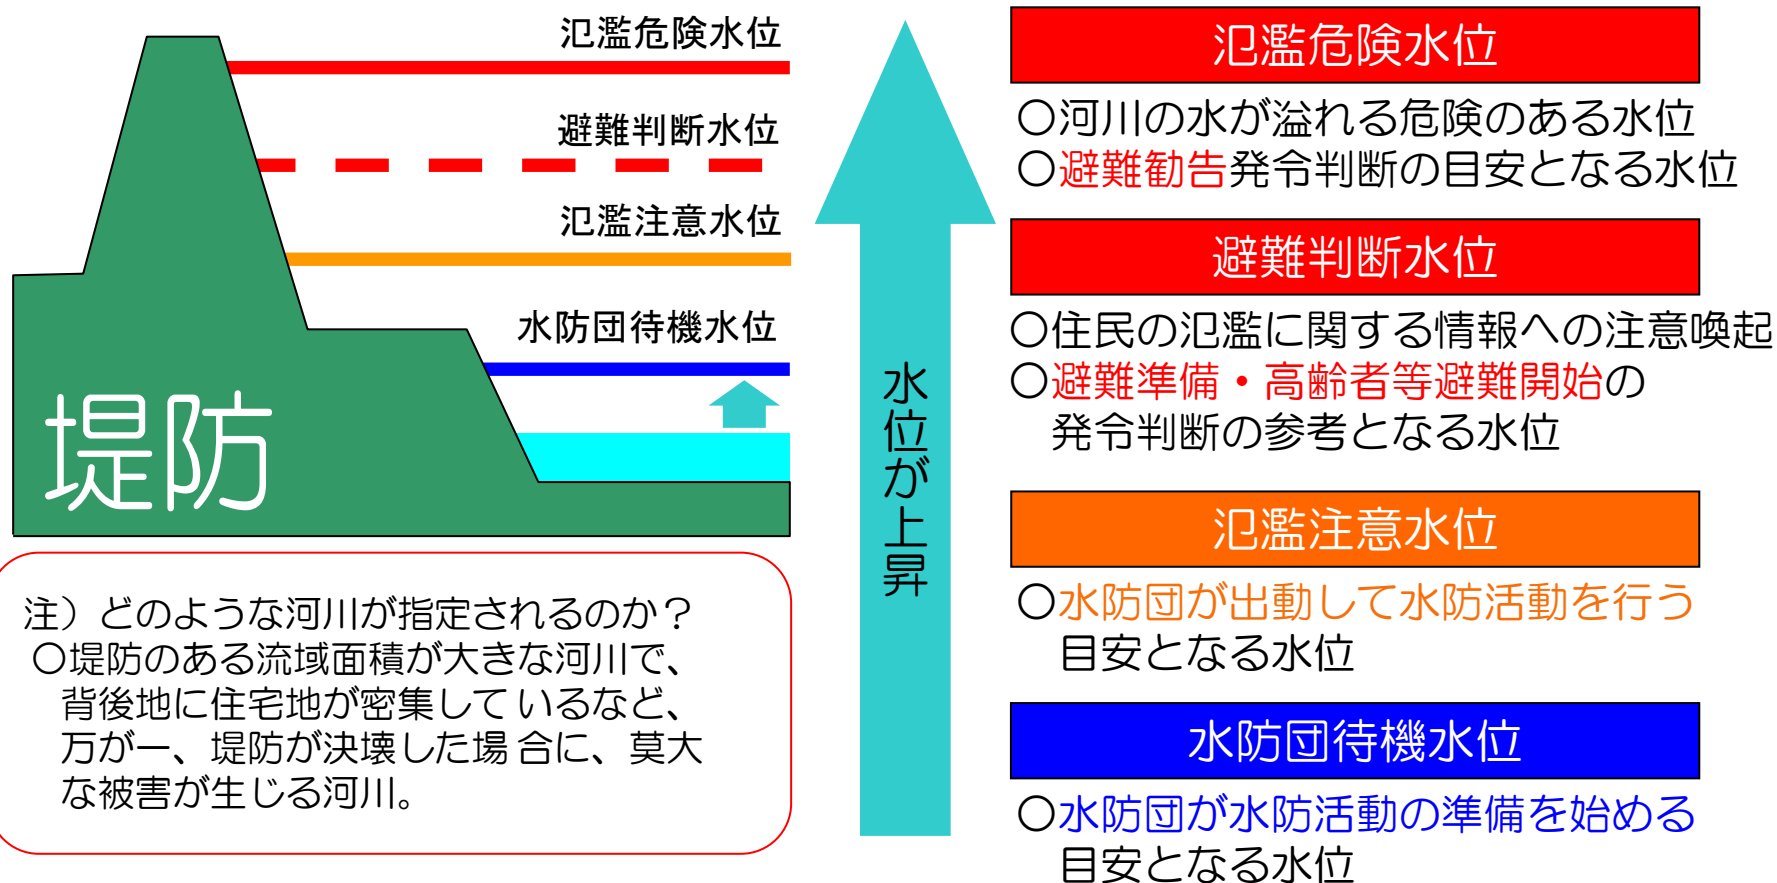 氾濫危険水位
避難判断水位
氾濫注意水位
水防団待機水位
堤防
注）どのような河川が指定されるのか？
○堤防のある流域面積が大きな河川で、
背後地に住宅地が密集しているなど、
万が一、堤防が決壊した場合に、莫大
な被害が生じる河川。
水位が上昇
氾濫危険水位
○河川の水が溢れる危険のある水位
○避難勧告発令判断の目安となる水位
避難判断水位
○住民の氾濫に関する情報への注意喚起
○避難準備・高齢者等避難開始の
発令判断の参考となる水位
氾濫注意水位
○水防団が出動して水防活動を行う
目安となる水位
水防団待機水位
○水防団が水防活動の準備を始める
目安となる水位